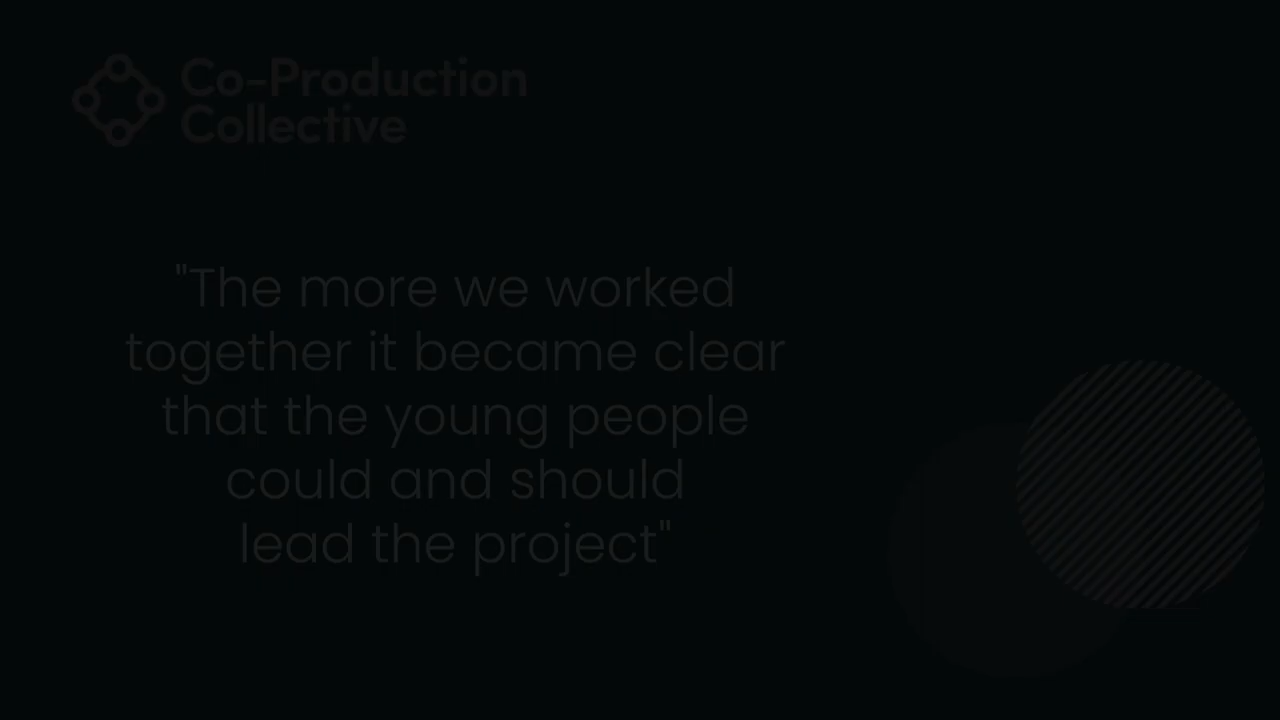 Co-Production
Collective
"The more we worked
together it became clear
that the young people
could and should
lead the project"